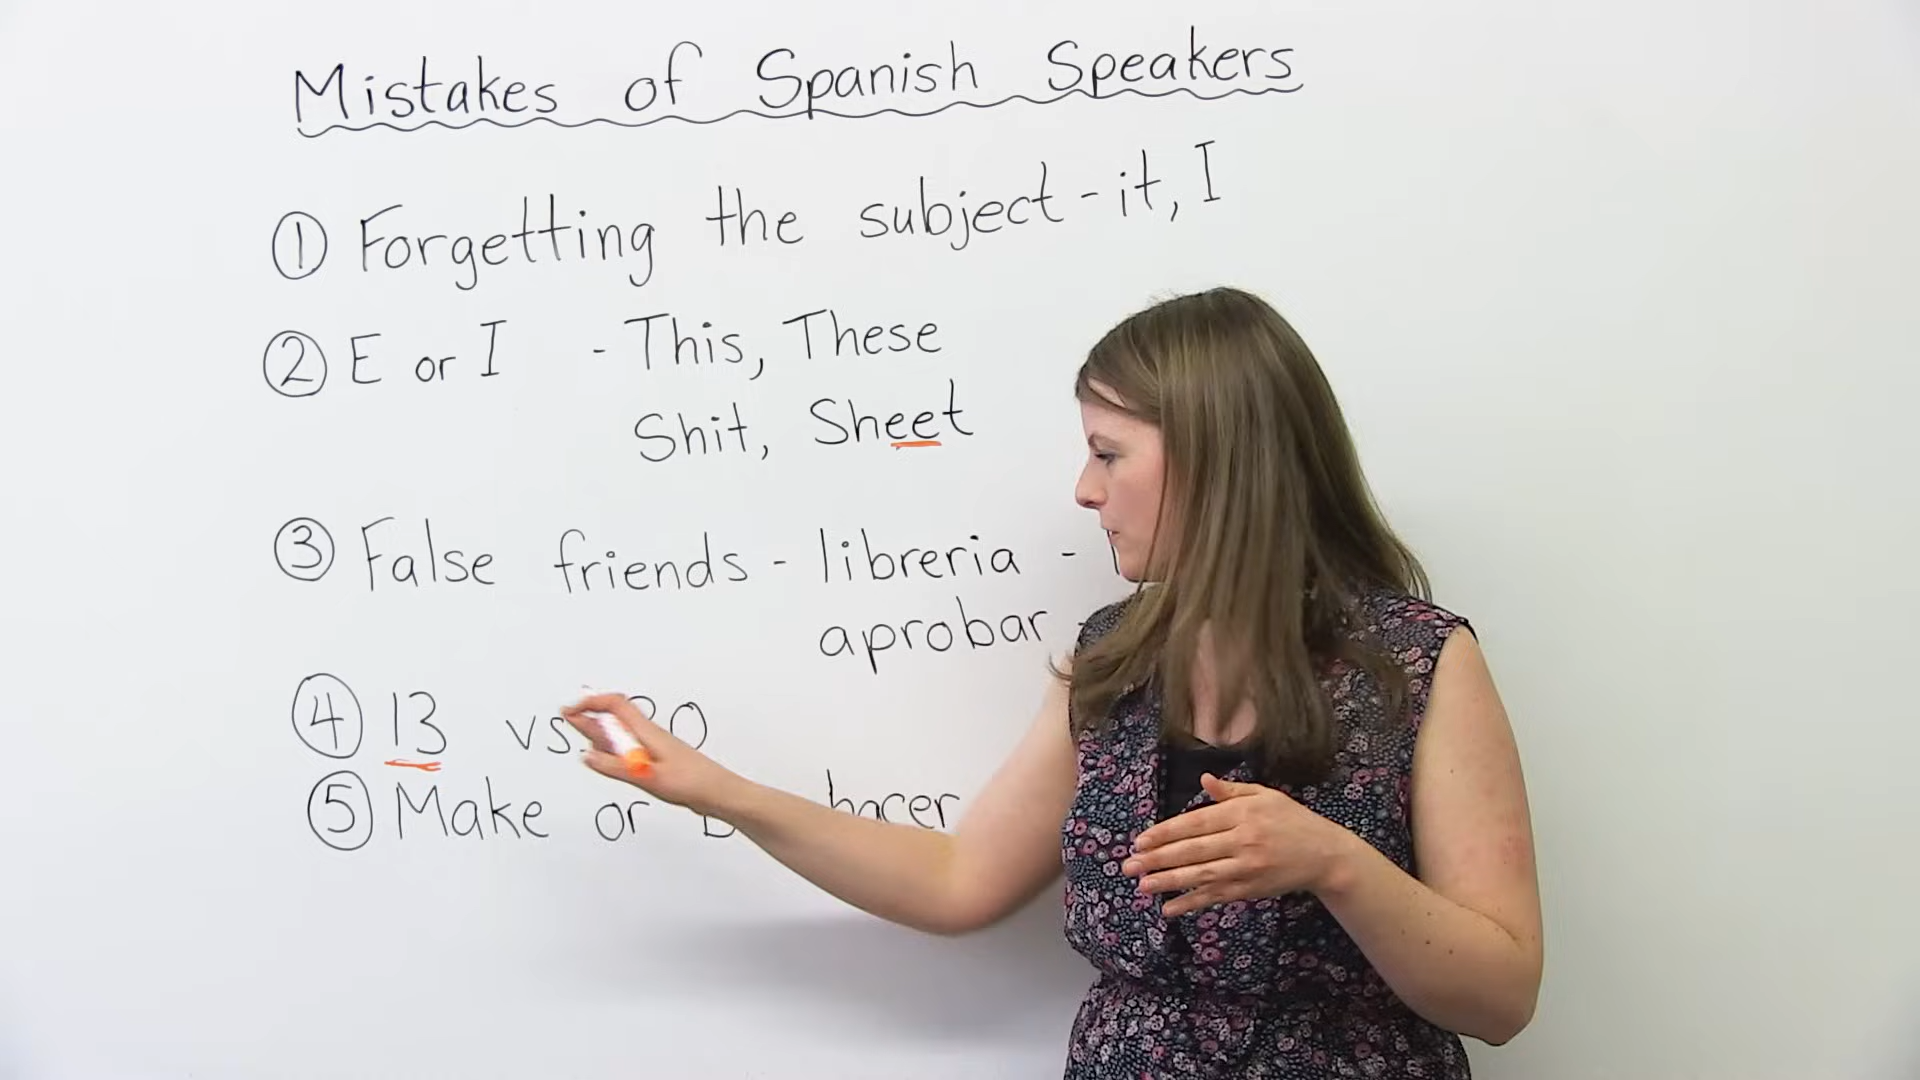 Mistakes of Spanish Speakers
① Forgetting the subject - it, I
② E or I - This, These
Shit, Sheet
③ False friends - libreria -
aprobar
④ 13 vs.
⑤ Make or hacer